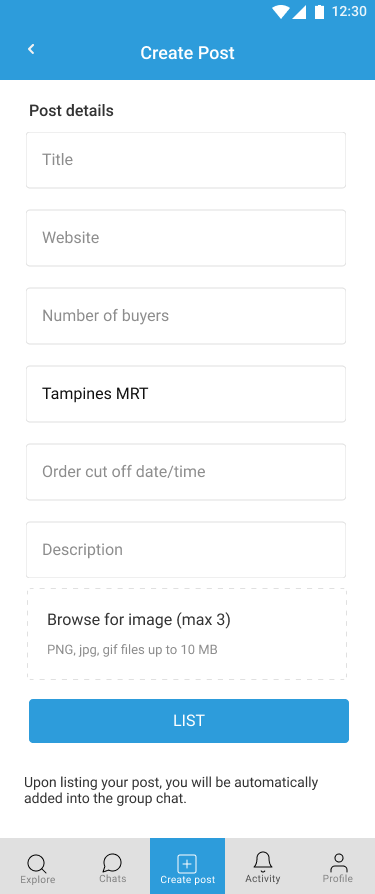 12:30
Create Post
Post details
Title
Website
Number of buyers
Tampines MRT
Order cut off date/time
Description
Browse for image (max 3)
PNG, jpg, gif files up to 10 MB
LIST
Upon listing your post, you will be automatically
added into the group chat.
Explore
Chats
Create post
Activity
Profile